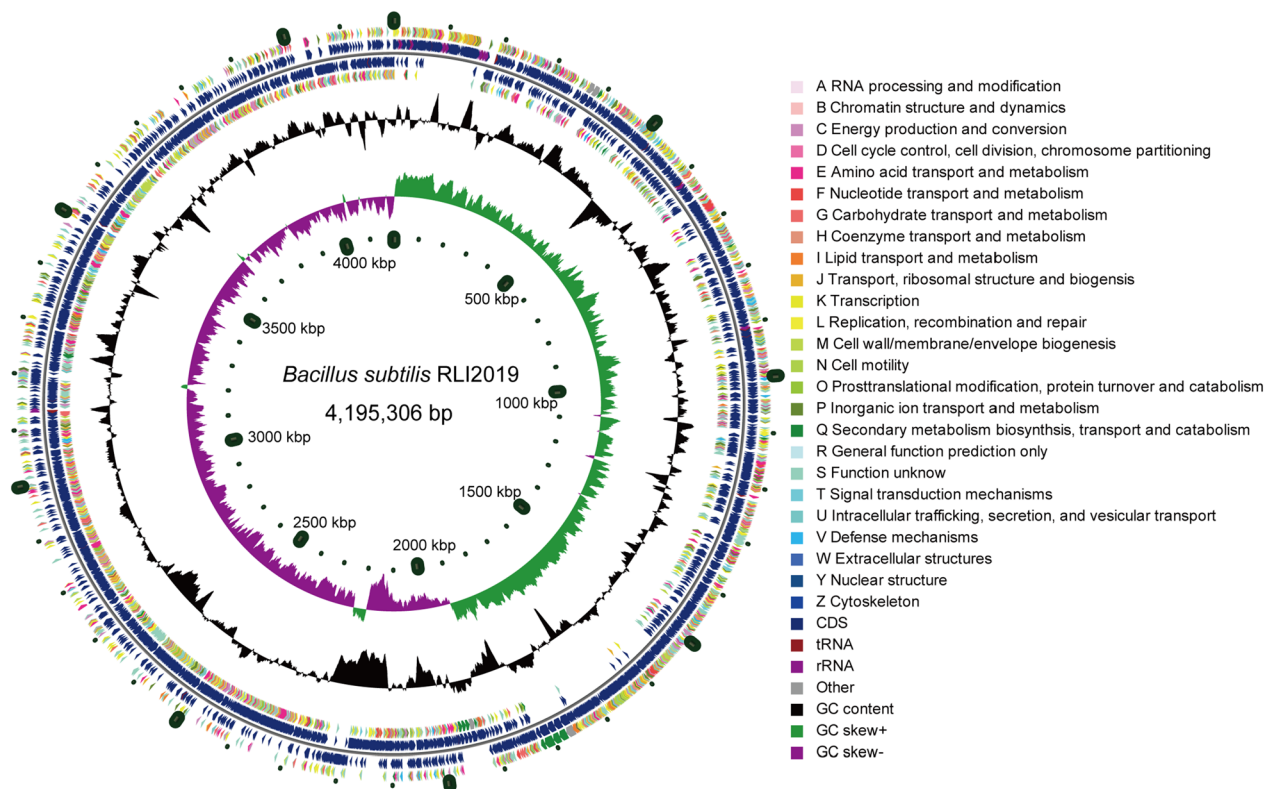 4000 kbp
500 kbp
3500 kbp
Bacillus subtilis RLI2019
4,195,306 bp
1000 kbp
3000 kbp
1500 kbp
2500 kbp
2000 kbp
A RNA processing and modification
B Chromatin structure and dynamics
C Energy production and conversion
D Cell cycle control, cell division, chromosome partitioning
E Amino acid transport and metabolism
F Nucleotide transport and metabolism
G Carbohydrate transport and metabolism
H Coenzyme transport and metabolism
I Lipid transport and metabolism
J Transport, ribosomal structure and biogensis
K Transcription
L Replication, recombination and repair
M Cell wall/membrane/envelope biogenesis
N Cell motility
O Prosttranslational modification, protein turnover and catabolism
P Inorganic ion transport and metabolism
Q Secondary metabolism biosynthsis, transport and catabolism
R General function prediction only
S Function unknow
T Signal transduction mechanisms
U Intracellular trafficking, secretion, and vesicular transport
V Defense mechanisms
W Extracellular structures
Y Nuclear structure
Z Cytoskeleton
CDS
tRNA
rRNA
Other
GC content
GC skew+
GC skew-